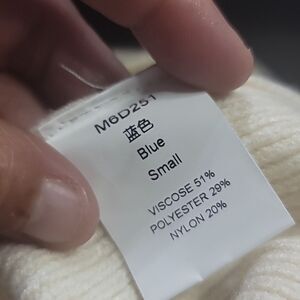 M6D251
蓝色
Blue
Small
VISCOSE 51%
POLYESTER 29%
NYLON 20%